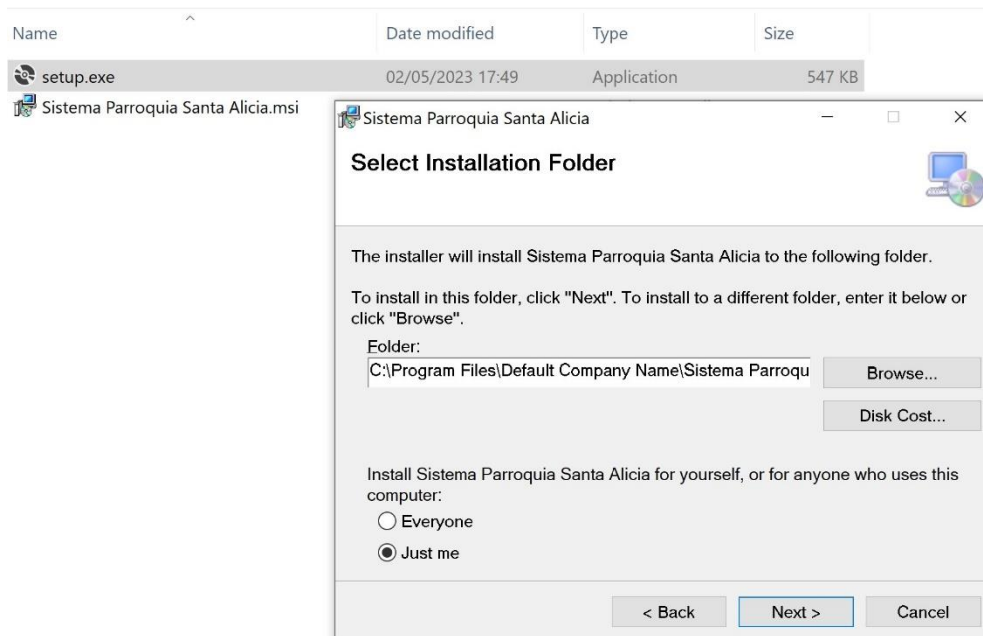 Name Date modified Type Size
setup.exe 02/05/2023 17:49 Application 547 KB
Sistema Parroquia Santa Alicia.msi
Sistema Parroquia Santa Alicia
Select Installation Folder
The installer will install Sistema Parroquia Santa Alicia to the following folder.
To install in this folder, click "Next". To install to a different folder, enter it below or
click "Browse".
Folder:
C:\Program Files\Default Company Name\Sistema Parroqu
Browse...
Disk Cost...
Install Sistema Parroquia Santa Alicia for yourself, or for anyone who uses this
computer:
Everyone
Just me
< Back Next > Cancel